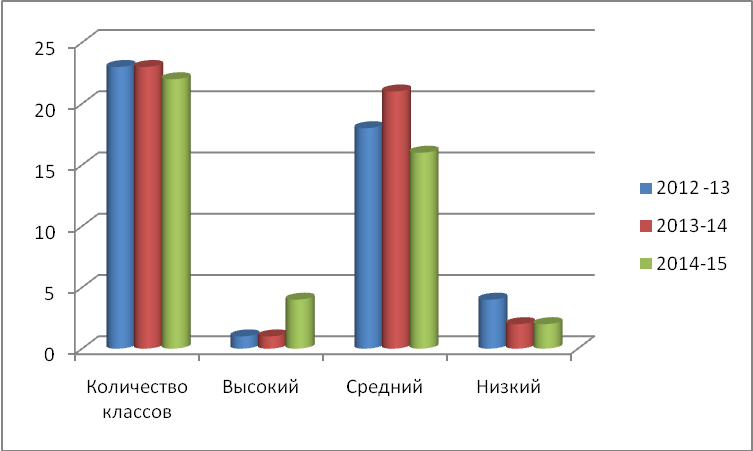 25
20
15
10
5
0
Количество
классов
Высокий
Средний
Низкий
2012 -13
2013-14
2014-15